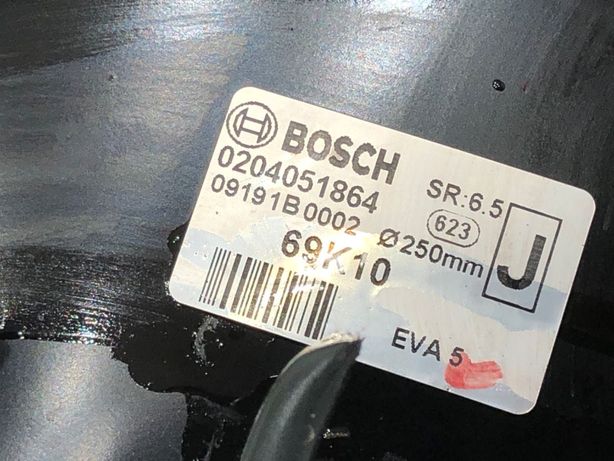 BOSCH
0204051864 SR:6.5
09191B0002 Ø250mm 623
69K10 J
EVA 5